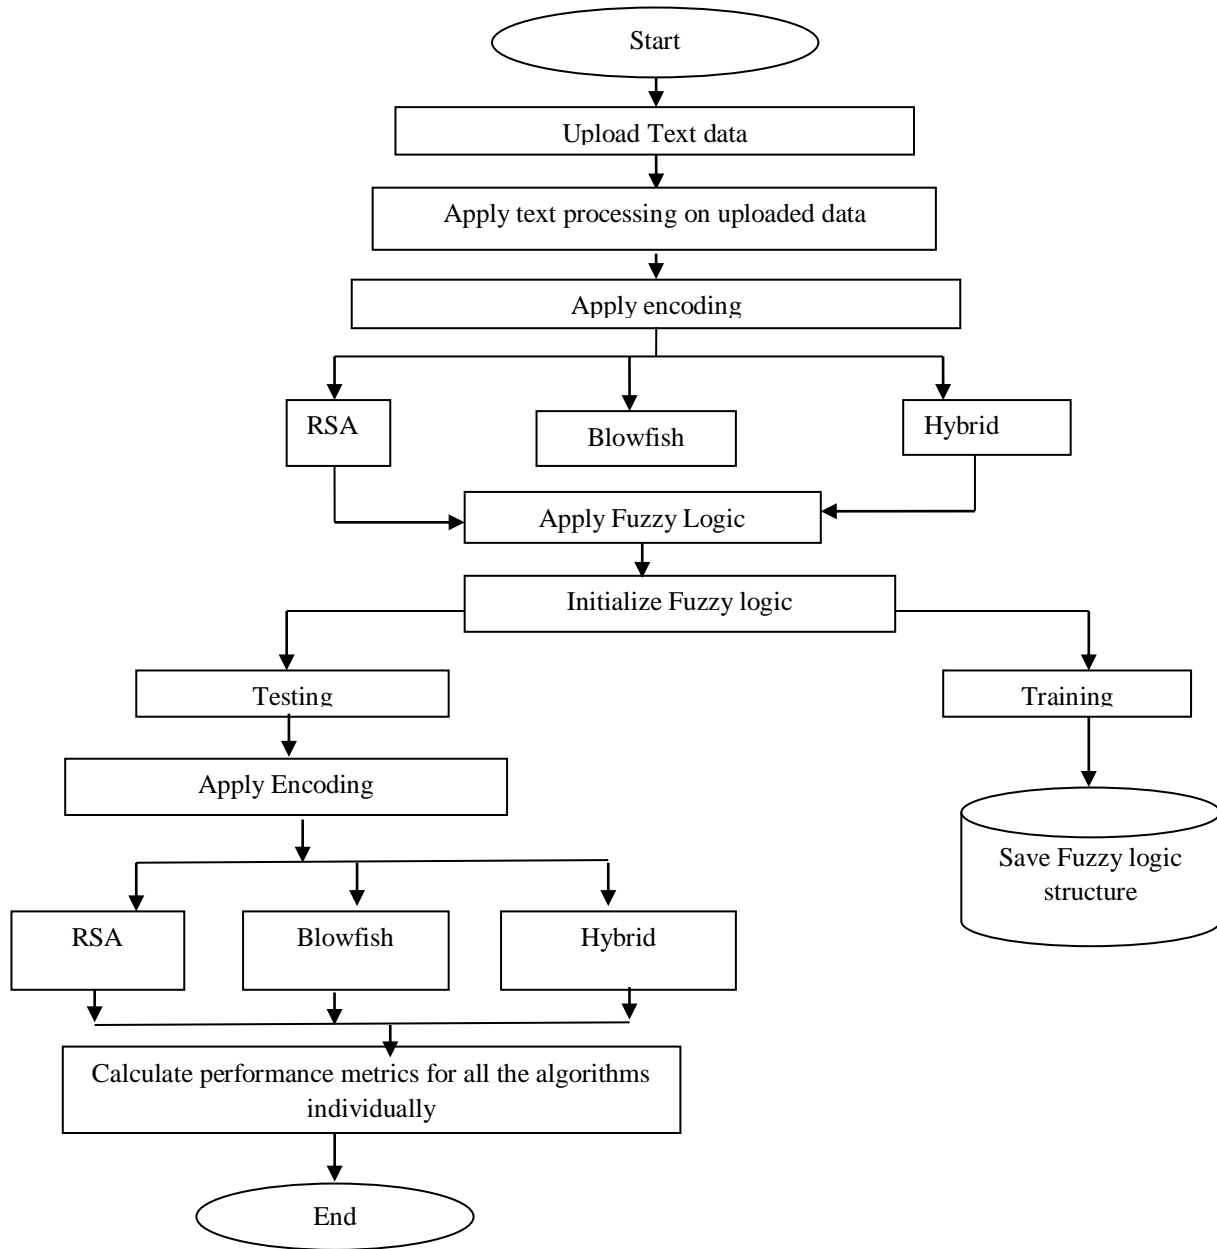 Start
Upload Text data
Apply text processing on uploaded data
Apply encoding
RSA
Blowfish
Hybrid
Apply Fuzzy Logic
Initialize Fuzzy logic
Testing
Training
Apply Encoding
Save Fuzzy logic
structure
RSA
Blowfish
Hybrid
Calculate performance metrics for all the algorithms
individually
End